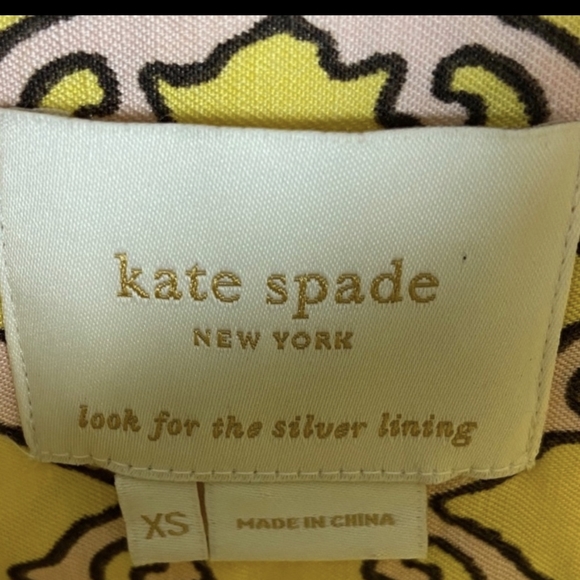 kate spade
NEW YORK
look for the silver lining
XS
MADE IN CHINA